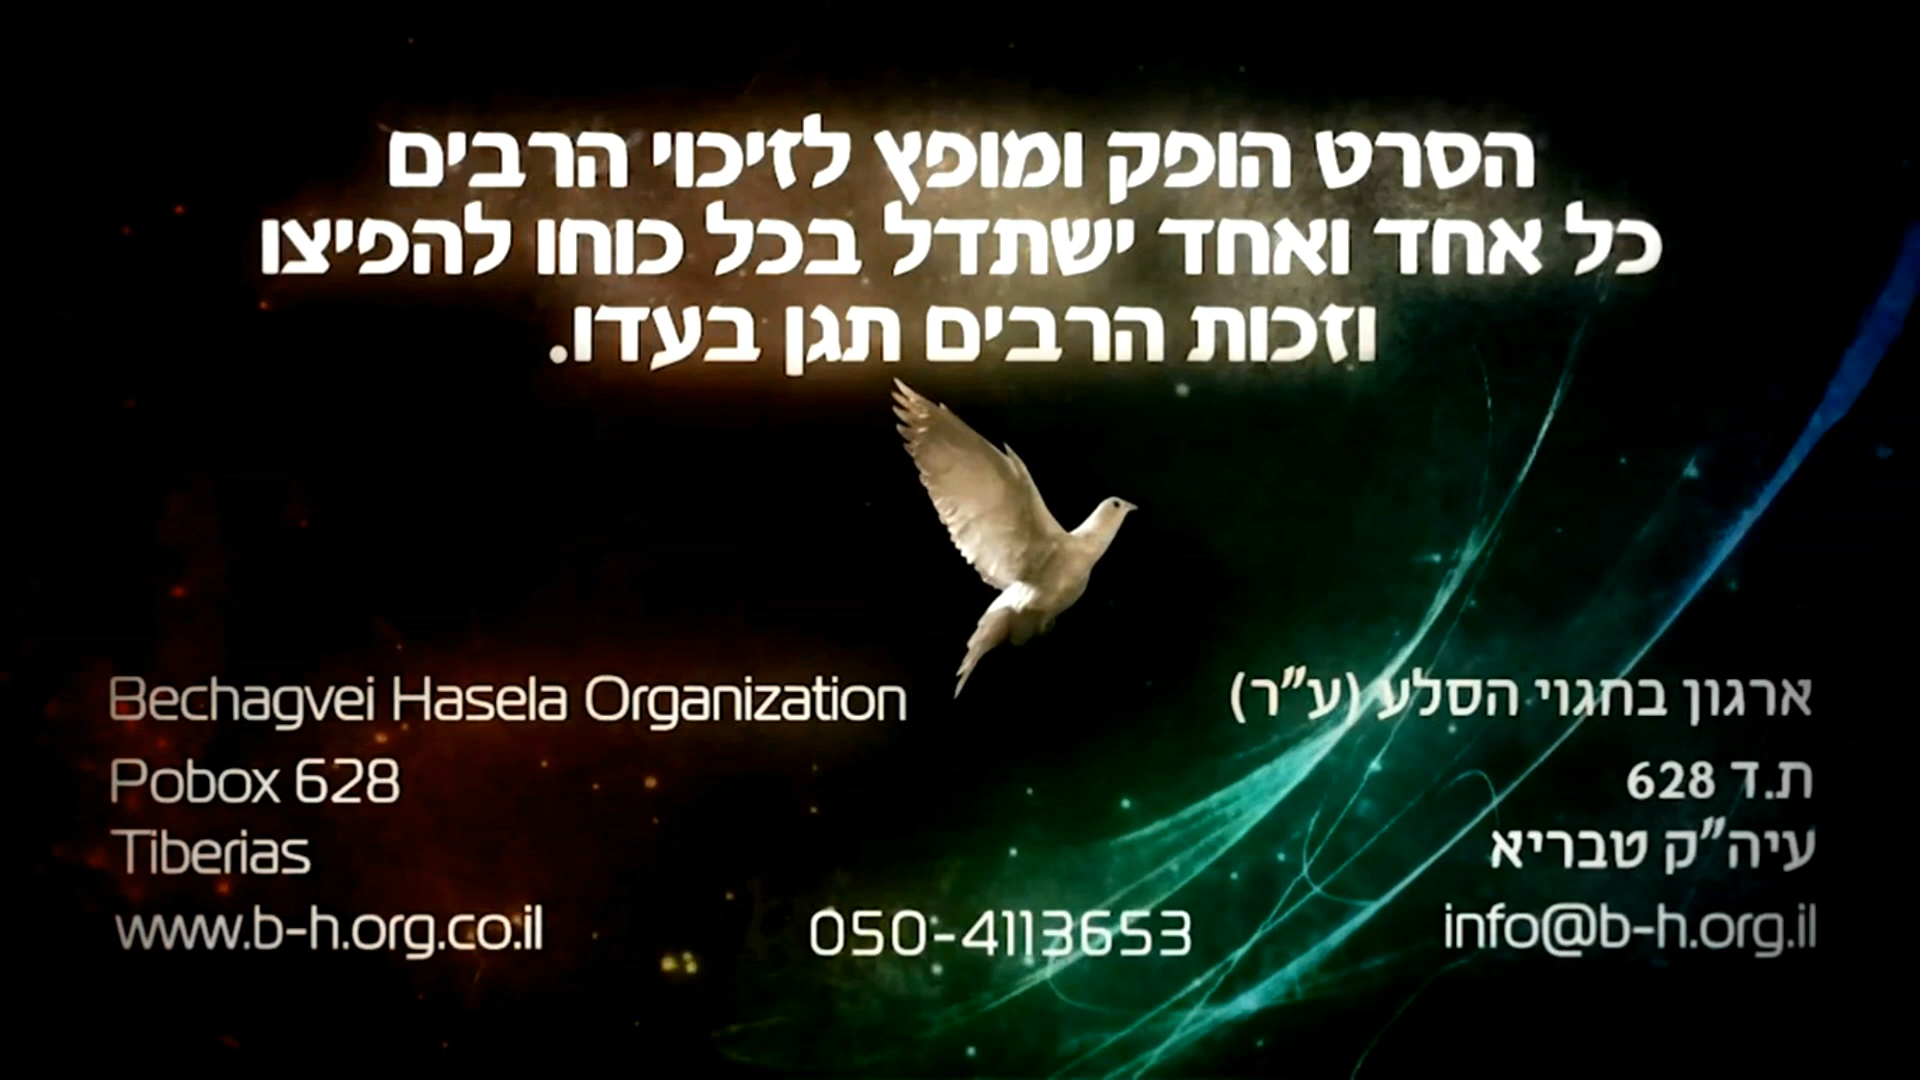 הסרט הופק ומופץ לזיכוי הרבים
כל אחד ואחד ישתדל בכל כוחו להפיצו
וזכות הרבים תגן בעדו.
Bechagvei Hasela Organization
ארגון בחגוי הסלע (ע"ר)
Pobox 628
ת.ד 628
Tiberias
עיה"ק טבריא
www.b-h.org.co.il
050-4113653
info@b-h.org.il